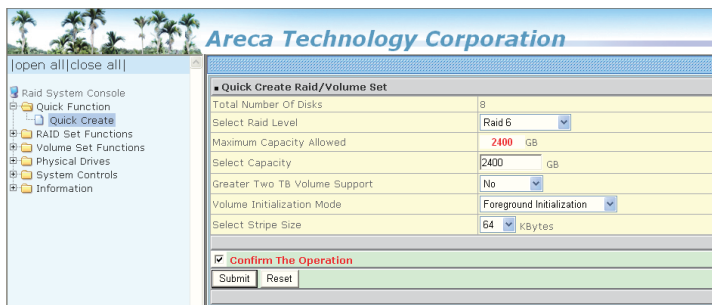 Areca Technology Corporation
|open all|close all|
Raid System Console
Quick Function
Quick Create
RAID Set Functions
Volume Set Functions
Physical Drives
System Controls
Information
Quick Create Raid/Volume Set
Total Number Of Disks 8
Select Raid Level Raid 6
Maximum Capacity Allowed 2400 GB
Select Capacity 2400 GB
Greater Two TB Volume Support No
Volume Initialization Mode Foreground Initialization
Select Stripe Size 64 KBytes
Confirm The Operation
Submit Reset